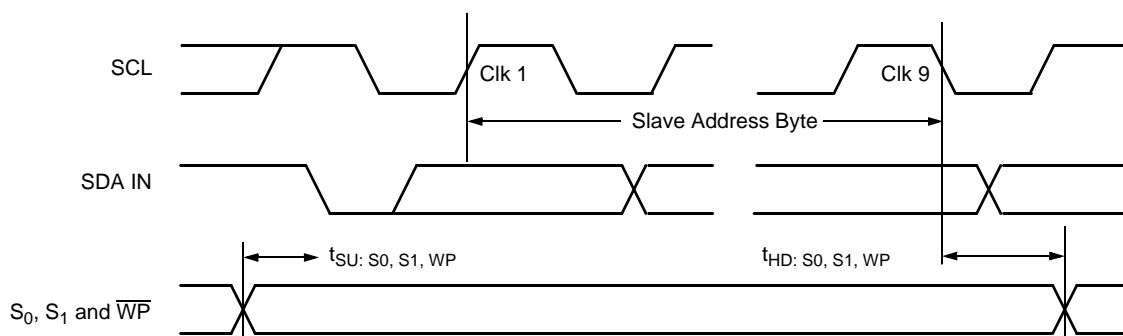 SCL
Clk 1
Clk 9
Slave Address Byte
SDA IN
tSU: S0, S1, WP
tHD: S0, S1, WP
S0, S1 and W̅P̅